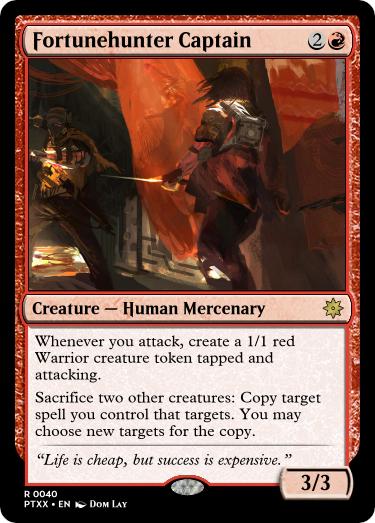 Fortunehunter Captain 2
Creature — Human Mercenary
Whenever you attack, create a 1/1 red
Warrior creature token tapped and
attacking.
Sacrifice two other creatures: Copy target
spell you control that targets. You may
choose new targets for the copy.
“Life is cheap, but success is expensive.”
3/3
R 0040
PTXX • EN Dom Lay